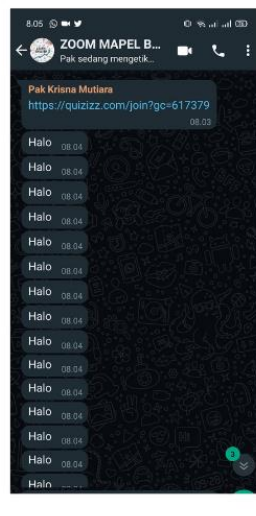 8.05
ZOOM MAPEL B...
Pak sedang mengetik...
Pak Krisna Mutiara
https://quizizz.com/join?gc=617379
08.03
Halo 08.04
Halo 08.04
Halo 08.04
Halo 08.04
Halo 08.04
Halo 08.04
Halo 08.04
Halo 08.04
Halo 08.04
Halo 08.04
Halo 08.04
Halo 08.04
Halo 08.04
3
Halo